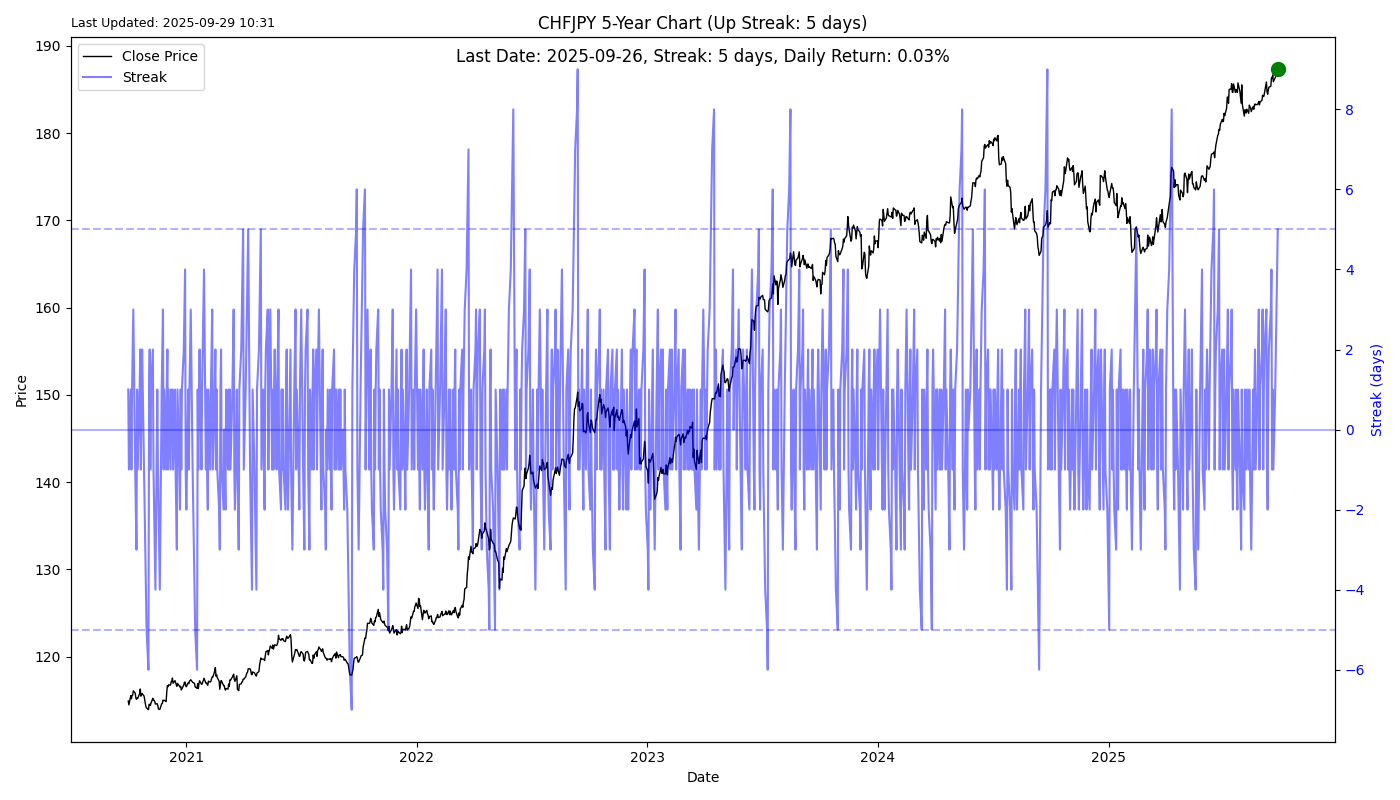 Last Updated: 2025-09-29 10:31
CHFJPY 5-Year Chart (Up Streak: 5 days)
Last Date: 2025-09-26, Streak: 5 days, Daily Return: 0.03%
Close Price
Streak
190
180
170
160
150
140
130
120
Price
8
6
4
2
0
−2
−4
−6
Streak (days)
2021
2022
2023
2024
2025
Date